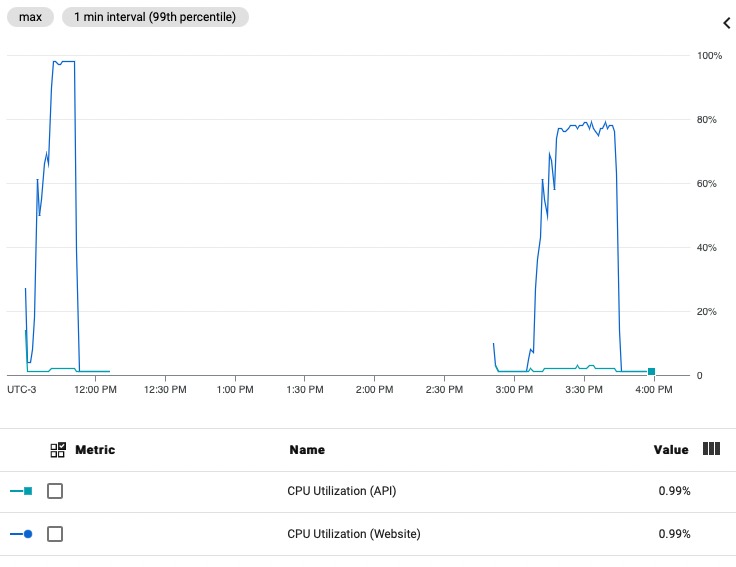 max 1 min interval (99th percentile)
100%
80%
60%
40%
20%
0
UTC-3 12:00 PM 12:30 PM 1:00 PM 1:30 PM 2:00 PM 2:30 PM 3:00 PM 3:30 PM 4:00 PM
Metric Name Value
CPU Utilization (API) 0.99%
CPU Utilization (Website) 0.99%